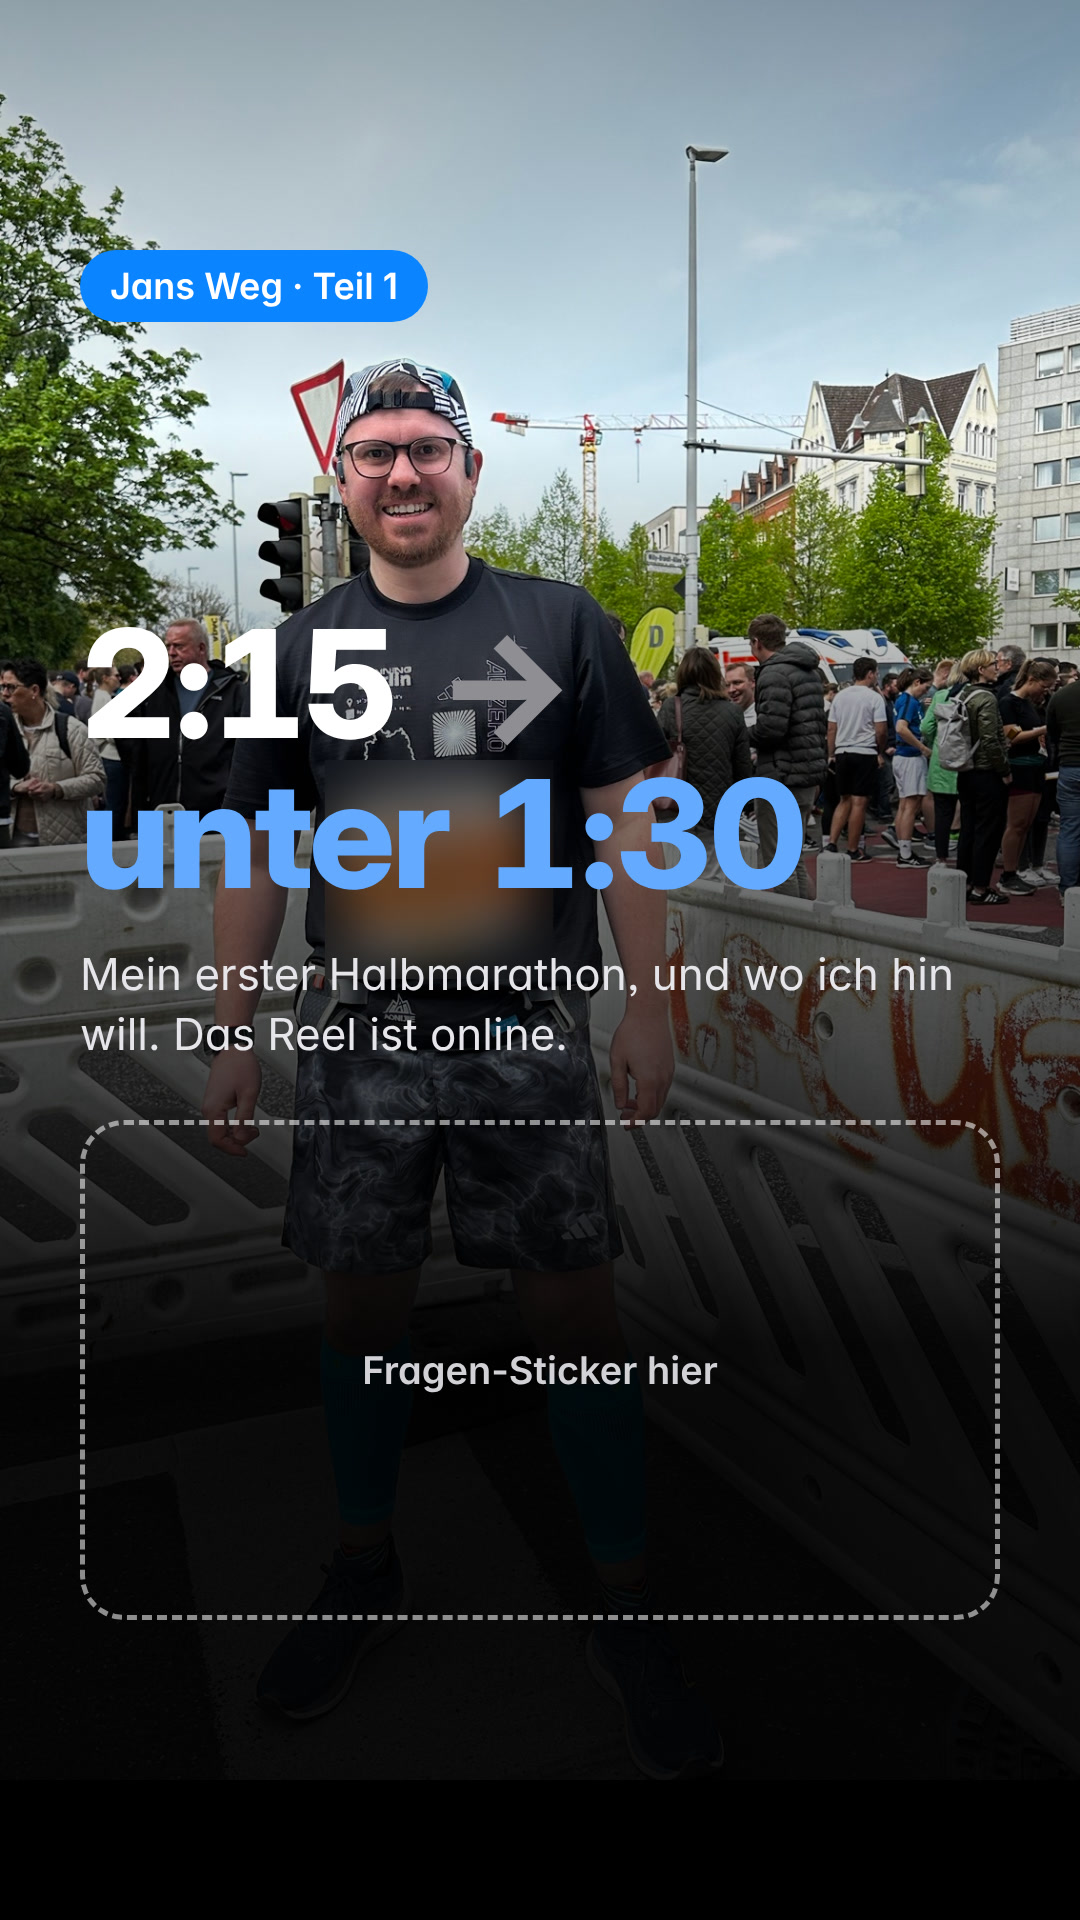 Jans Weg · Teil 1
D
2:15 →
unter 1:30
Mein erster Halbmarathon, und wo ich hin
will. Das Reel ist online.
Fragen-Sticker hier